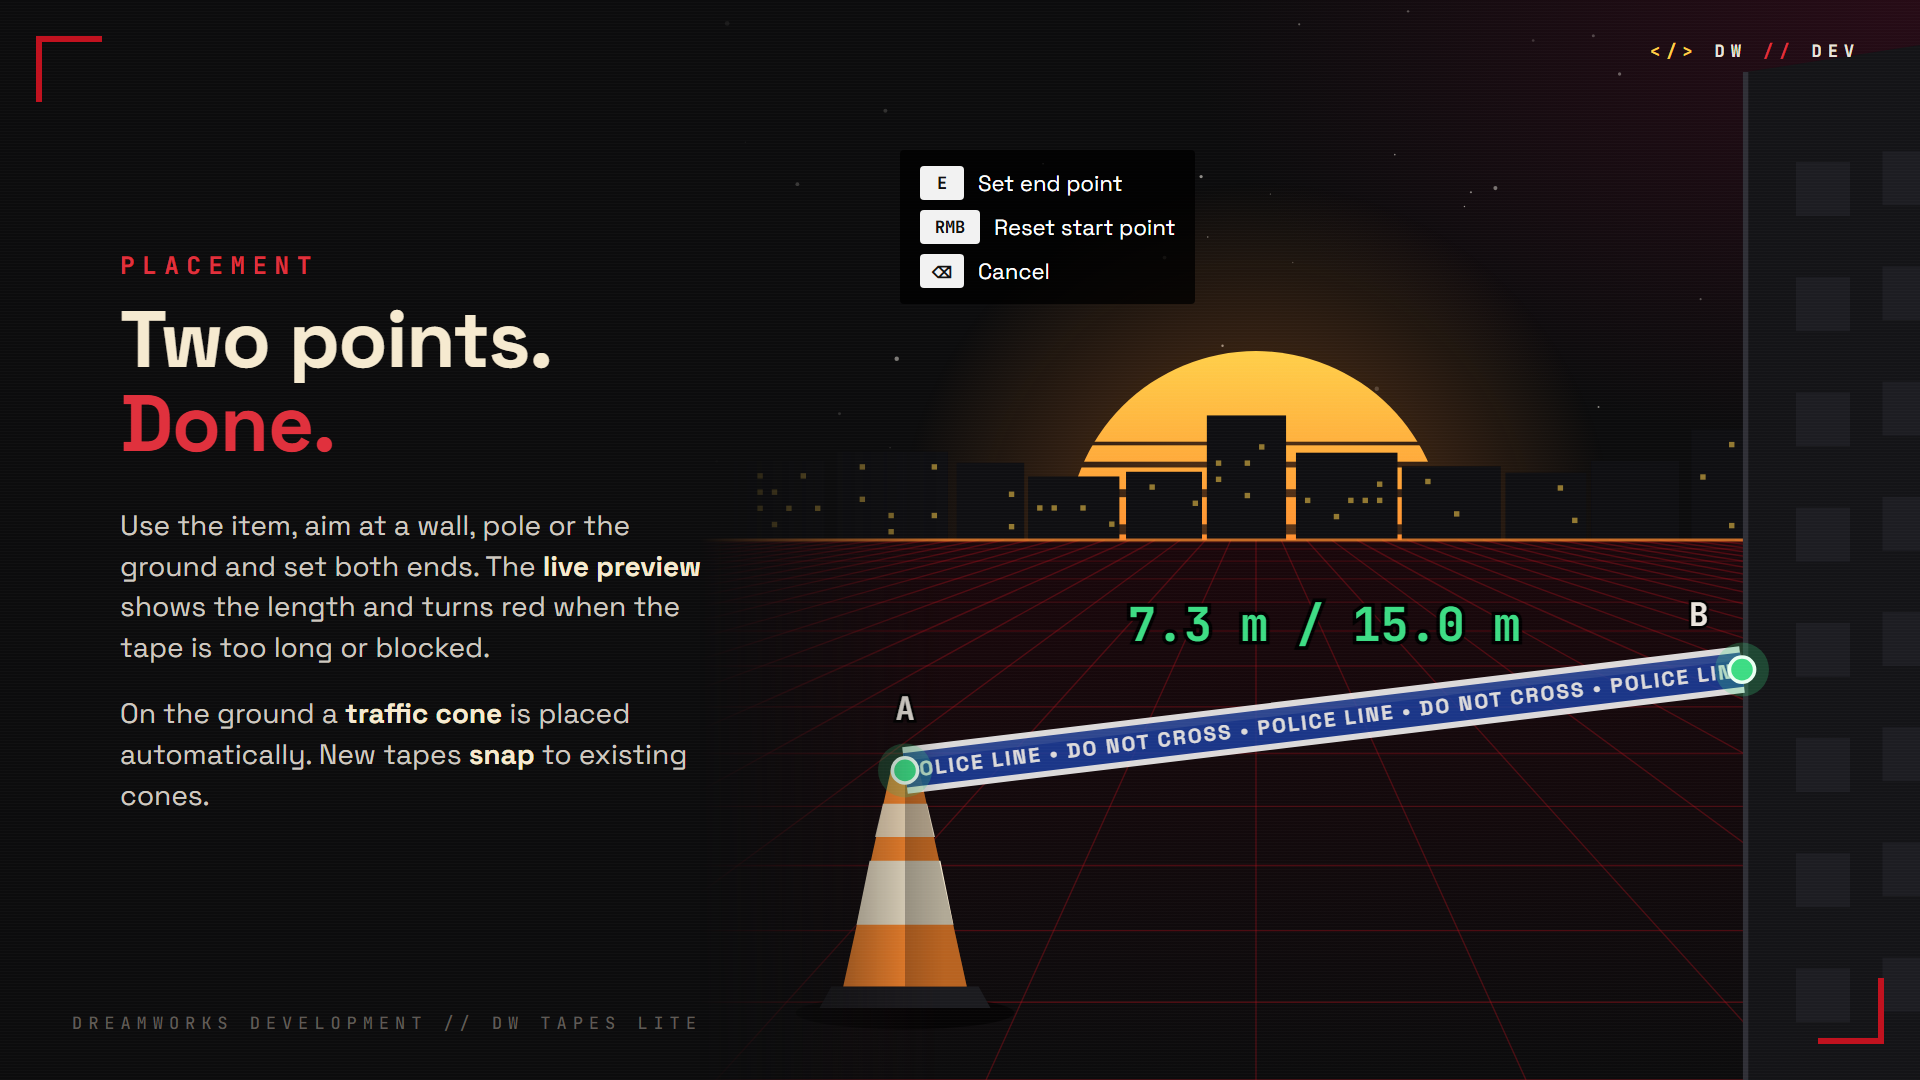 </> DW // DEV
E Set end point
RMB Reset start point
⌫ Cancel
PLACEMENT
Two points.
Done.
Use the item, aim at a wall, pole or the
ground and set both ends. The live preview
shows the length and turns red when the
tape is too long or blocked.
On the ground a traffic cone is placed
automatically. New tapes snap to existing
cones.
7.3 m / 15.0 m
B
A
POLICE LINE • DO NOT CROSS • POLICE LINE • DO NOT CROSS • POLICE LIN
DREAMWORKS DEVELOPMENT // DW TAPES LITE